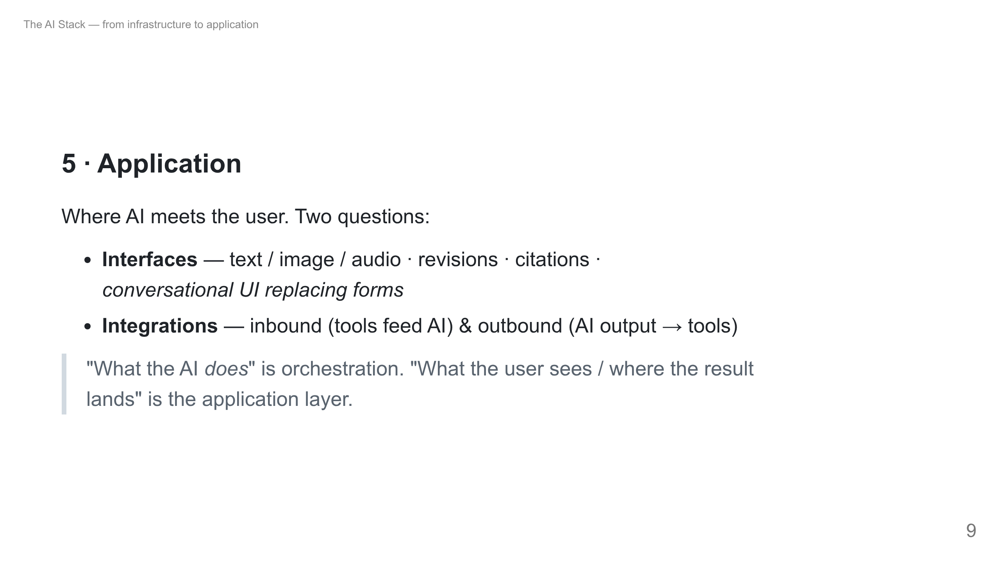 The AI Stack — from infrastructure to application
5 · Application
Where AI meets the user. Two questions:
• Interfaces — text / image / audio · revisions · citations ·
conversational UI replacing forms
• Integrations — inbound (tools feed AI) & outbound (AI output → tools)
"What the AI does" is orchestration. "What the user sees / where the result
lands" is the application layer.
9